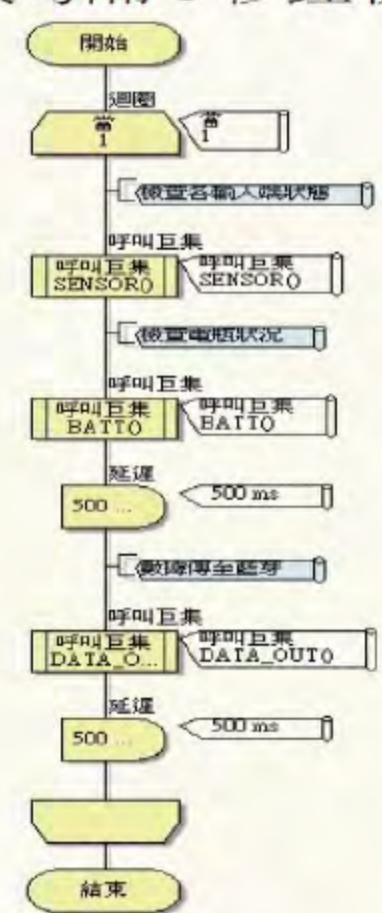 開始
迴圈
當
1
當
1
檢查各輸入端狀態
呼叫巨集
呼叫巨集
SENSOR()
呼叫巨集
SENSOR()
檢查電瓶狀況
呼叫巨集
呼叫巨集
BATT()
呼叫巨集
BATT()
延遲
500 ...
500 ms
數據傳至藍芽
呼叫巨集
呼叫巨集
DATA_O...
呼叫巨集
DATA_OUT()
延遲
500 ...
500 ms
結束